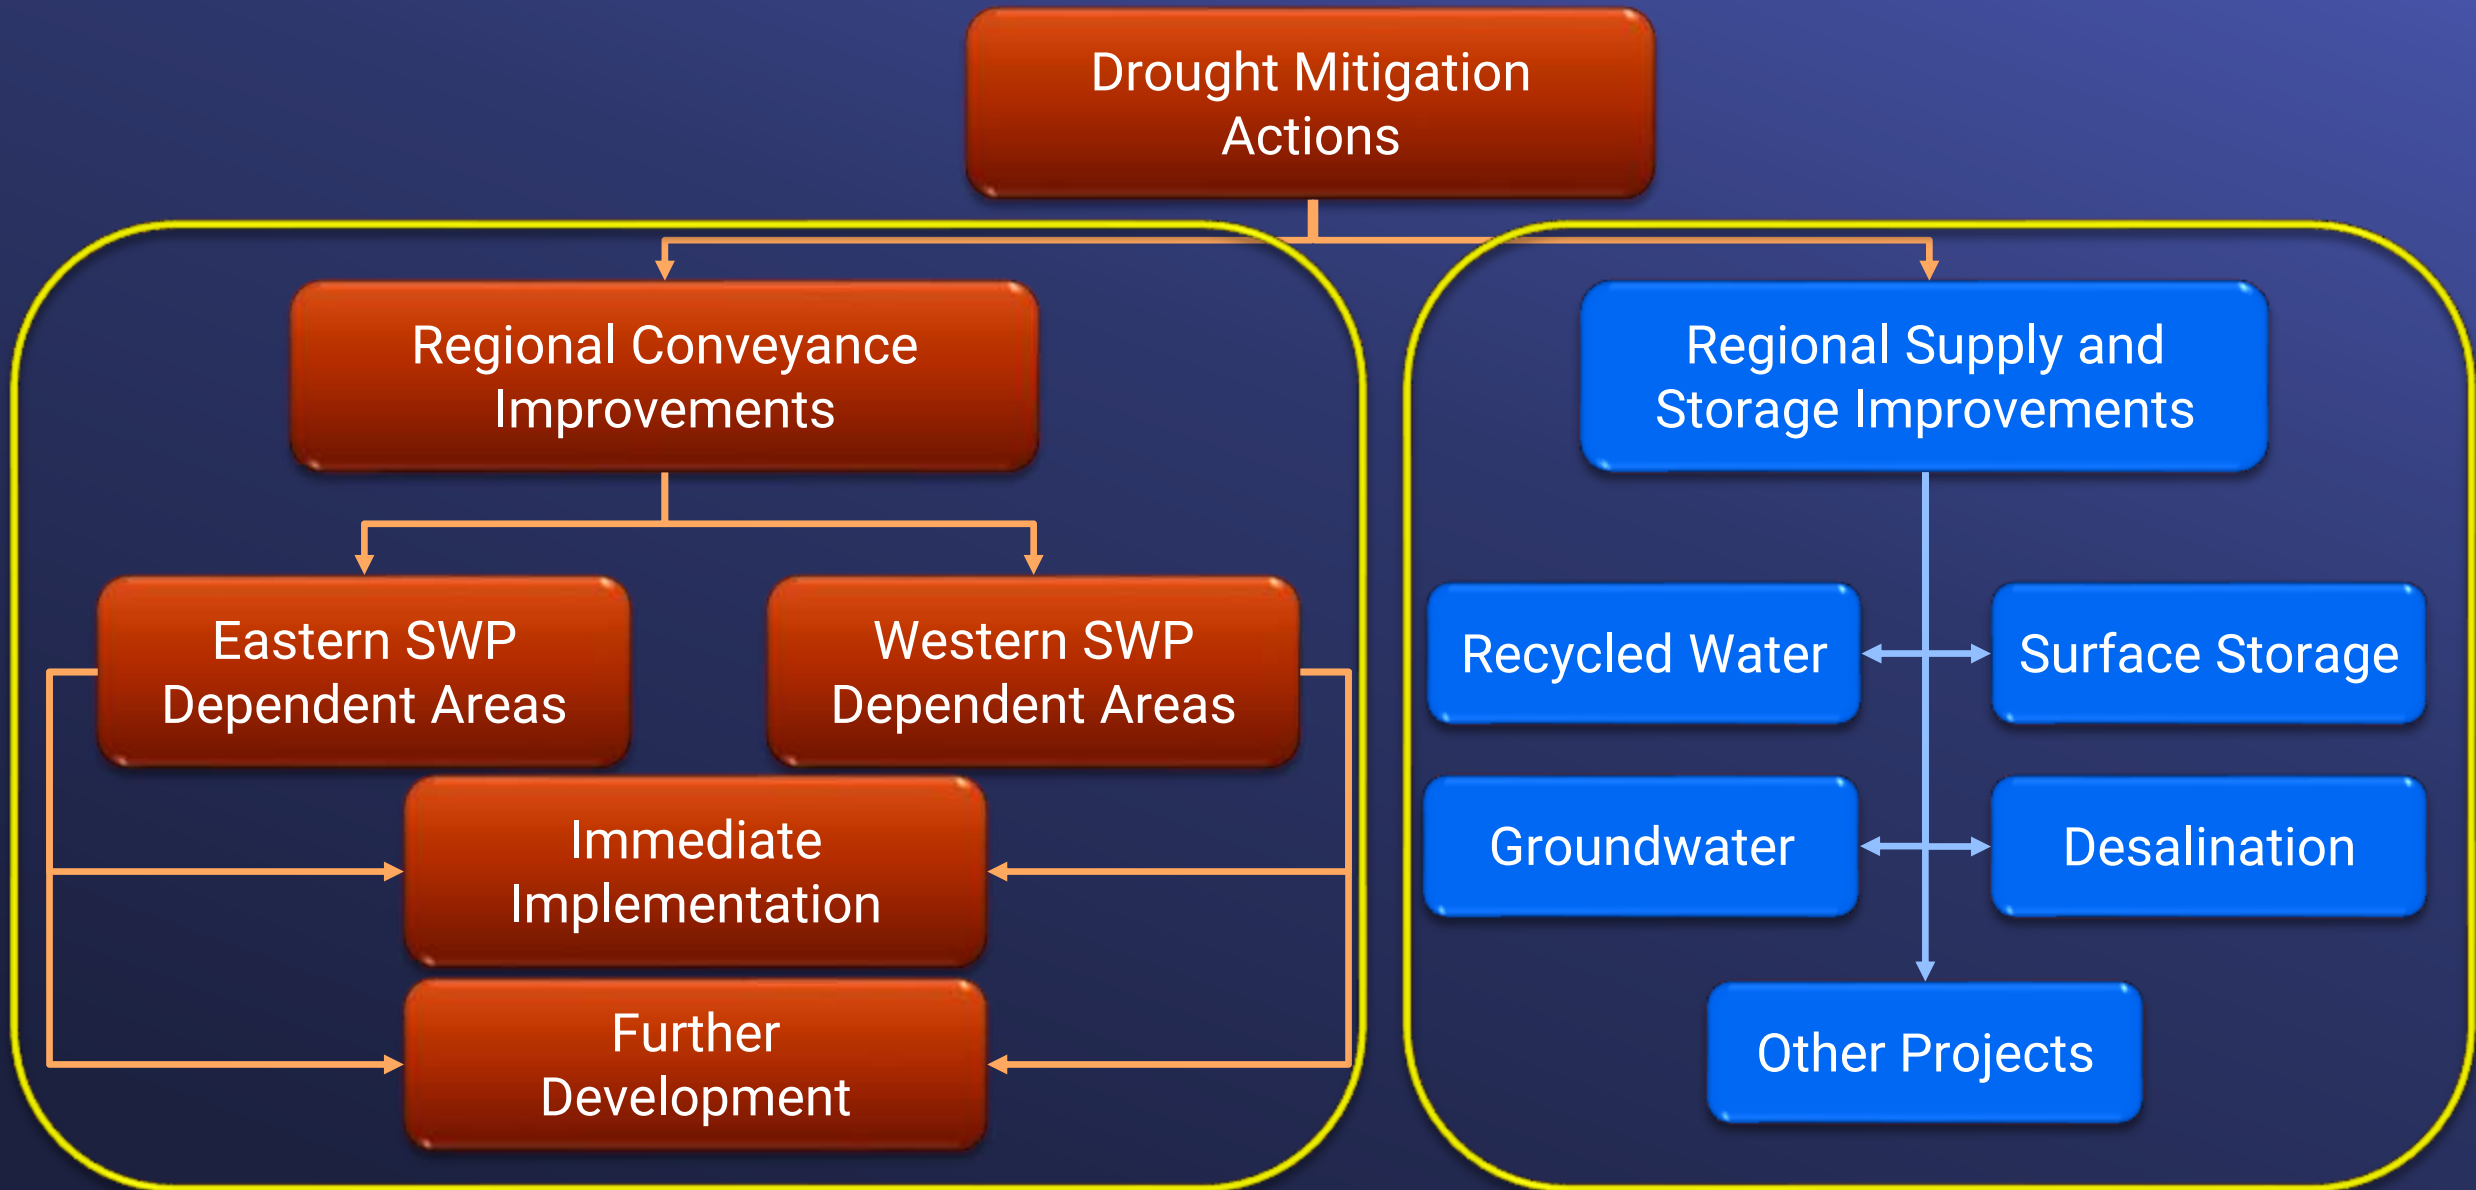 Drought Mitigation
Actions
Regional Conveyance
Improvements
Regional Supply and
Storage Improvements
Eastern SWP
Dependent Areas
Western SWP
Dependent Areas
Immediate
Implementation
Further
Development
Recycled Water
Surface Storage
Groundwater
Desalination
Other Projects